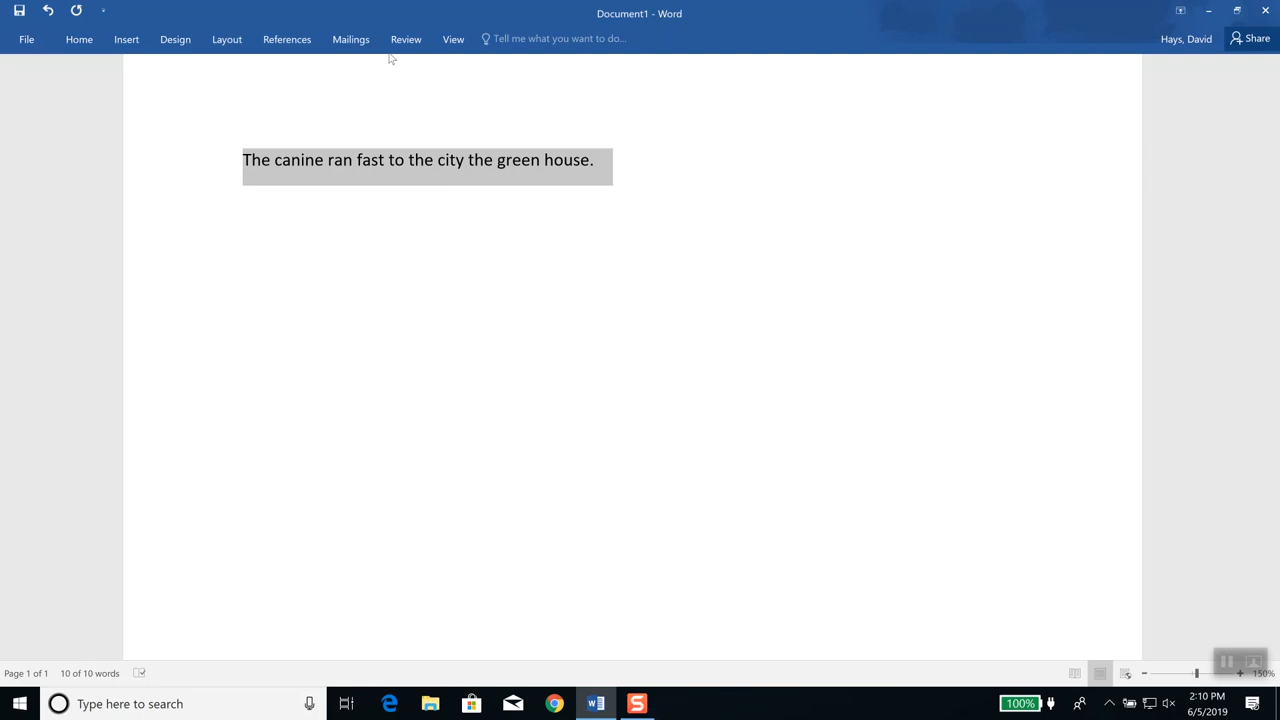 Document1 - Word
File Home Insert Design Layout References Mailings Review View Tell me what you want to do... Hays, David Share
The canine ran fast to the city the green house.
Page 1 of 1 10 of 10 words 150%
Type here to search 100% 2:10 PM
6/5/2019